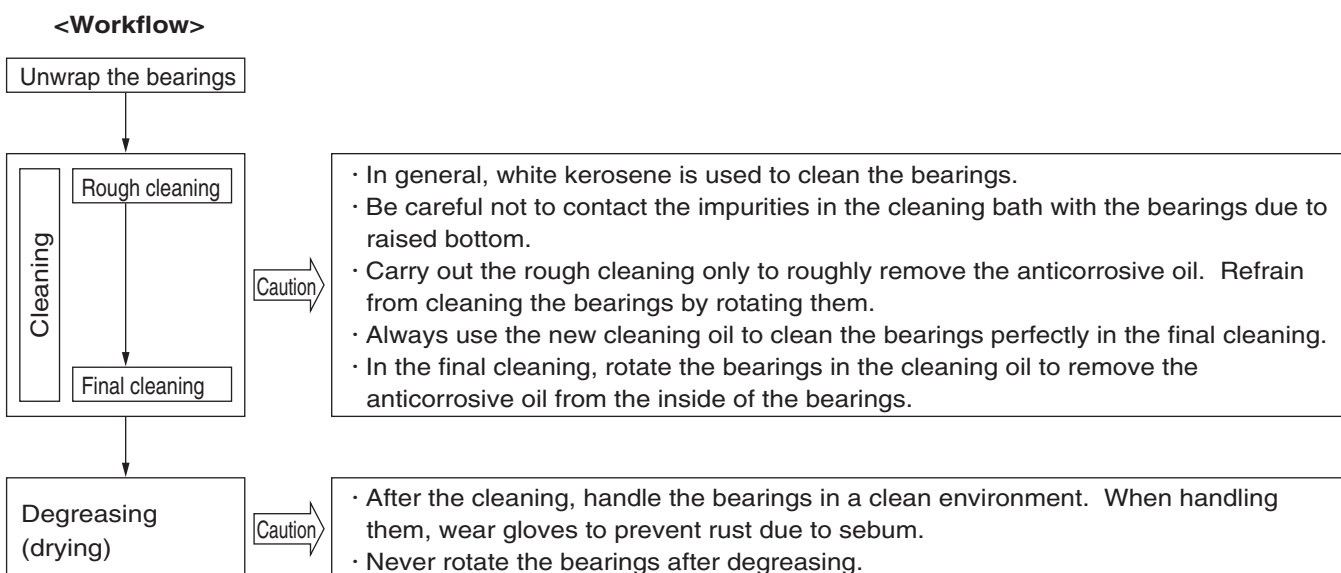 <Workflow>
Unwrap the bearings
Cleaning
Rough cleaning
Final cleaning
Caution
· In general, white kerosene is used to clean the bearings.
· Be careful not to contact the impurities in the cleaning bath with the bearings due to
raised bottom.
· Carry out the rough cleaning only to roughly remove the anticorrosive oil.  Refrain
from cleaning the bearings by rotating them.
· Always use the new cleaning oil to clean the bearings perfectly in the final cleaning.
· In the final cleaning, rotate the bearings in the cleaning oil to remove the
anticorrosive oil from the inside of the bearings.
Degreasing
(drying)
Caution
· After the cleaning, handle the bearings in a clean environment.  When handling
them, wear gloves to prevent rust due to sebum.
· Never rotate the bearings after degreasing.